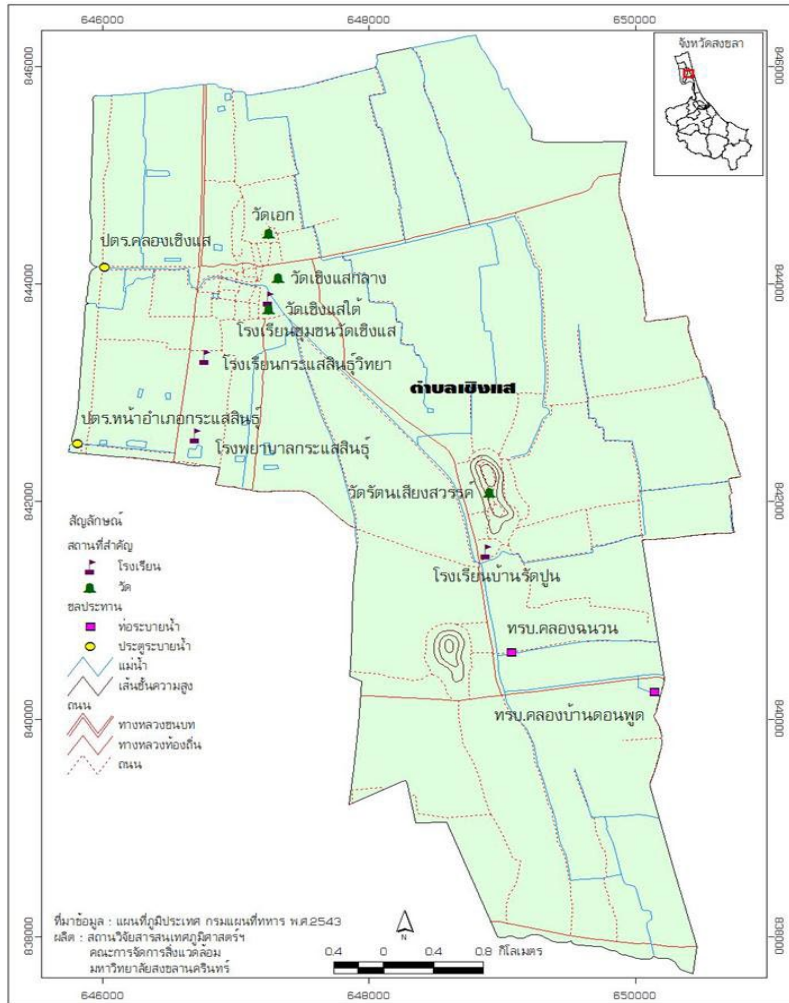 646000 648000 650000
จังหวัดสงขลา
846000 846000
วัดเอก
ปตร.คลองเชิงแส
วัดเชิงแสกลาง
844000 844000
วัดเชิงแสใต้
โรงเรียนชุมชนวัดเชิงแส
โรงเรียนกระแสสินธุ์วิทยา
ตำบลเชิงแส
ปตร.หน้าอำเภอกระแสสินธุ์
โรงพยาบาลกระแสสินธุ์
วัดรัตนเสียงสวรรค์
842000 842000
สัญลักษณ์
สถานที่สำคัญ
โรงเรียน
วัด
ชลประทาน
ท่อระบายน้ำ
ประตูระบายน้ำ
แม่น้ำ
เส้นชั้นความสูง
ถนน
ทางหลวงชนบท
ทางหลวงท้องถิ่น
ถนน
โรงเรียนบ้านรัดปูน
ทรบ.คลองฉนวน
ทรบ.คลองบ้านดอนพูด
840000 840000
ที่มาข้อมูล : แผนที่ภูมิประเทศ กรมแผนที่ทหาร พ.ศ.2543
ผลิต : สถานวิจัยสารสนเทศภูมิศาสตร์ฯ
คณะการจัดการสิ่งแวดล้อม
มหาวิทยาลัยสงขลานครินทร์
N
0.4 0 0.4 0.8 กิโลเมตร
838000 838000
646000 648000 650000